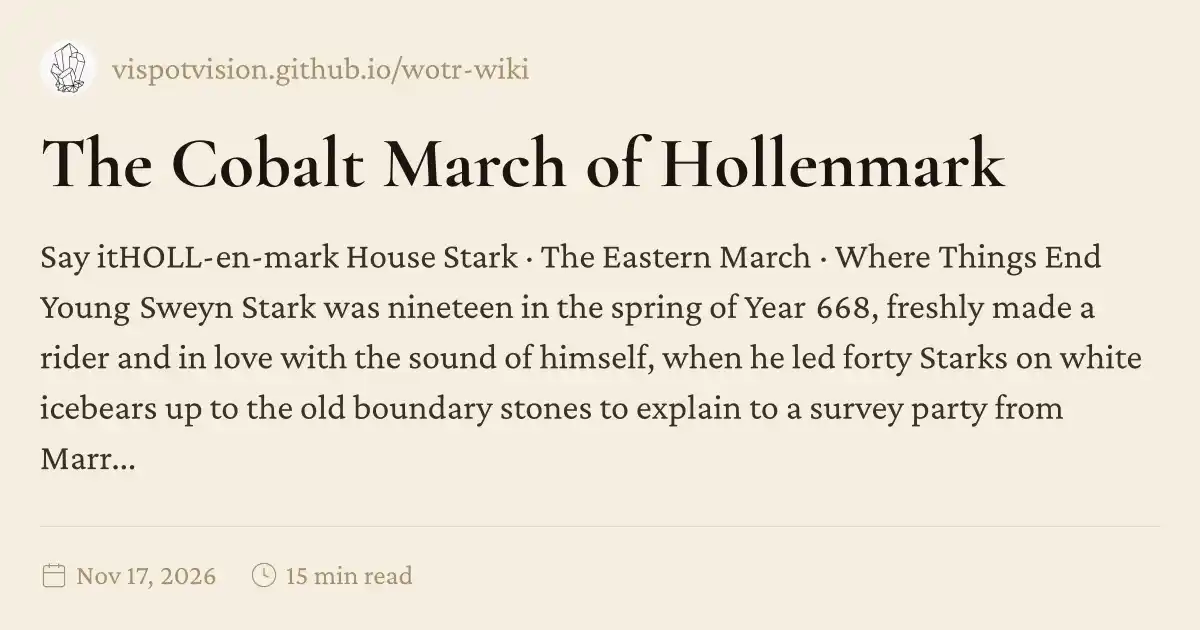 vispotvision.github.io/wotr-wiki
The Cobalt March of Hollenmark
Say itHOLL-en-mark House Stark · The Eastern March · Where Things End
Young Sweyn Stark was nineteen in the spring of Year 668, freshly made a
rider and in love with the sound of himself, when he led forty Starks on white
icebears up to the old boundary stones to explain to a survey party from
Marr...
Nov 17, 2026
15 min read